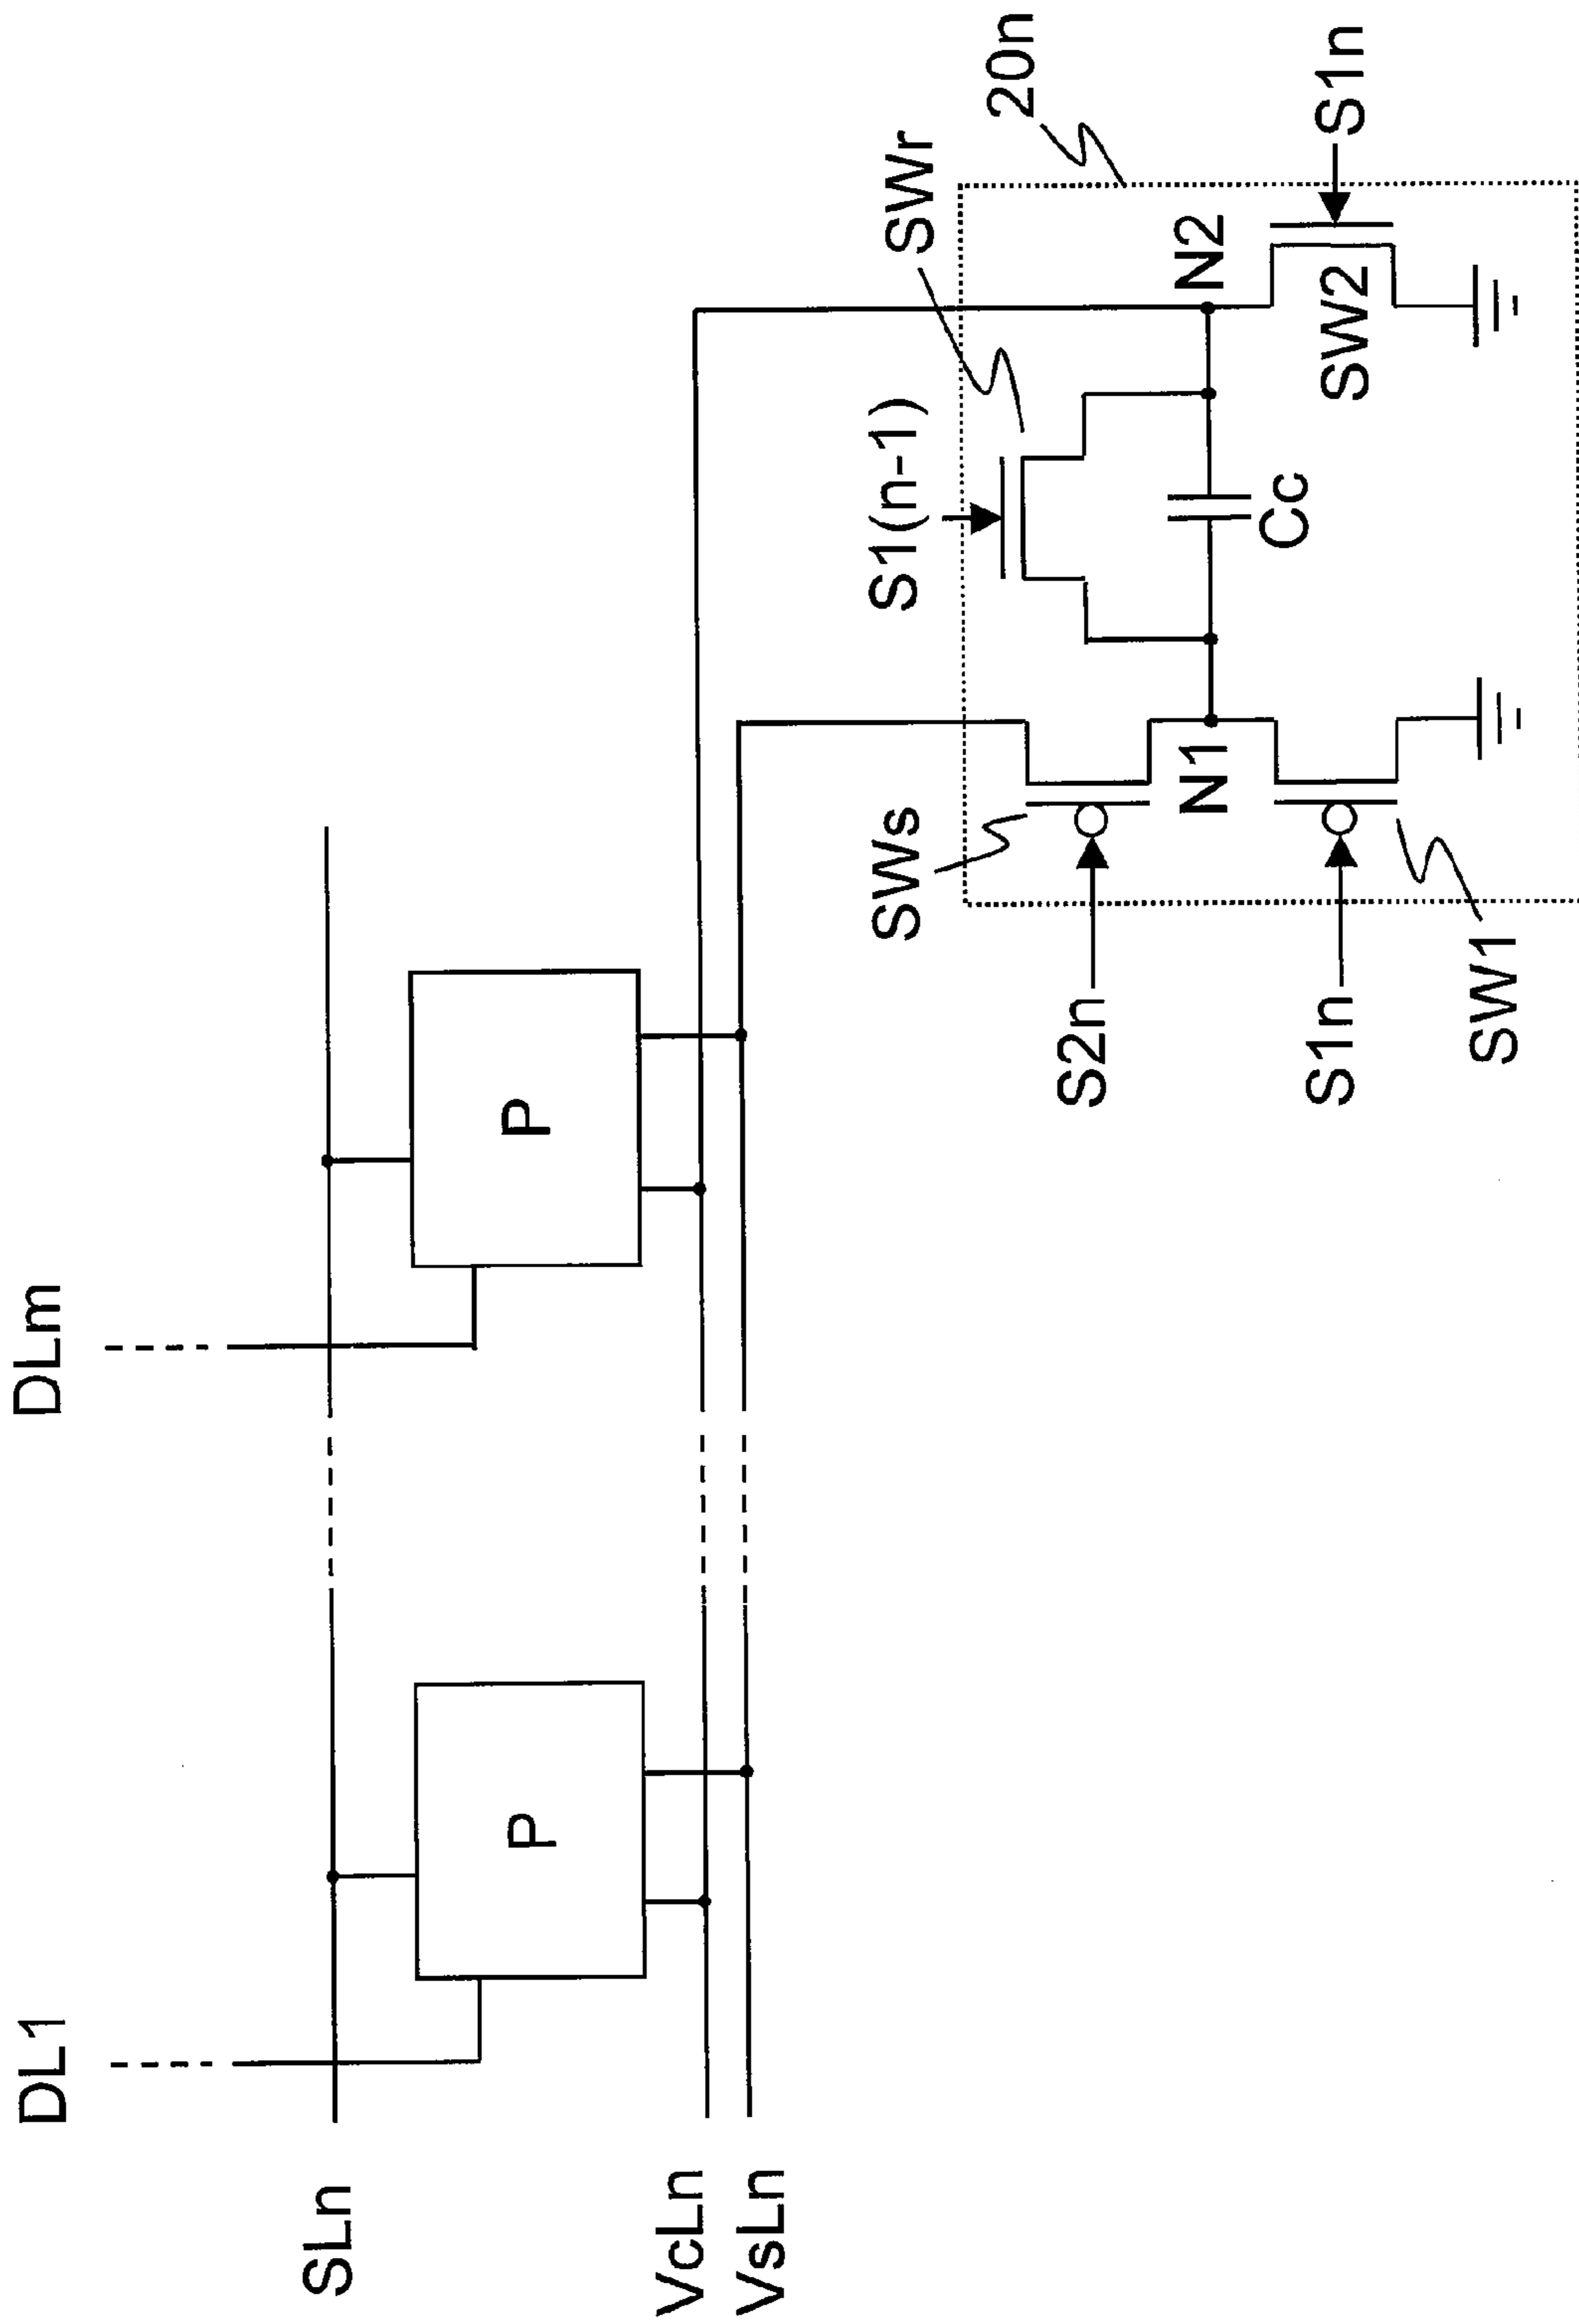 DL1
DLm
SLn
P
P
VcLn
VsLn
SWs
S1(n-1)
SWr
20n
S2n
N1
Cc
N2
S1n
SW2
S1n
SW1